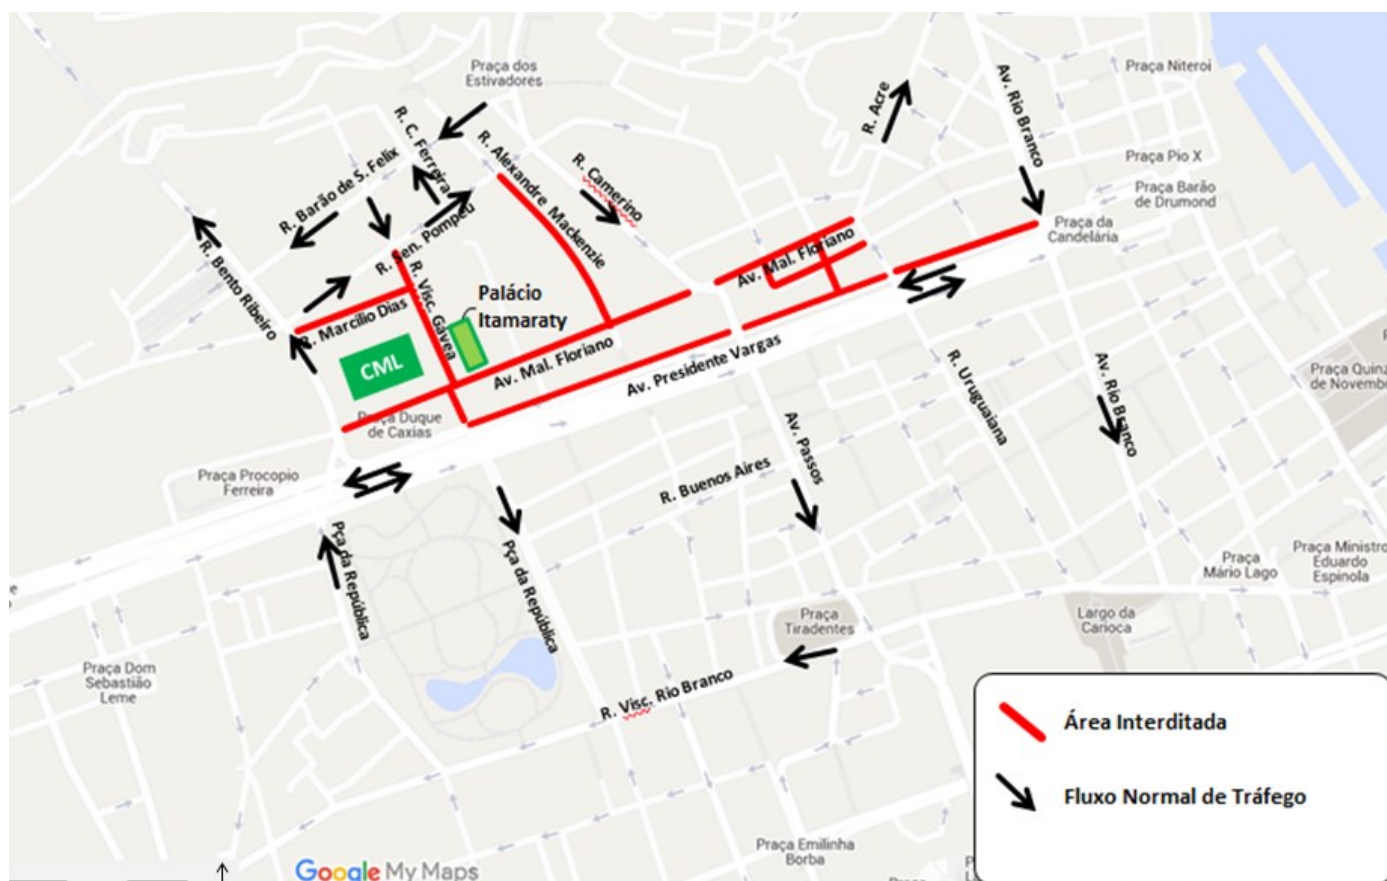 Praça dos
Estivadores
Praça Niteroi
R. Acre
Av. Rio Branco
R. C. Ferreira
R. Alexandre Mackenzie
R. Camerino
Praça Pio X
Praça Barão
de Drumond
Praça da
Candelária
R. Barão de S. Felix
R. Sen. Pompeu
R. Bento Ribeiro
R. Visc. Gávea
Palácio
Itamaraty
Av. Mal. Floriano
R. Marcílio Dias
CML
Av. Mal. Floriano
Av. Presidente Vargas
Praça Duque
de Caxias
R. Uruguaiana
Av. Rio Branco
Praça Quinz
de Novembr
Praça Procopio
Ferreira
R. Buenos Aires
Av. Passos
Pça da República
Pça da República
Praça
Mário Lago
Praça Ministro
Eduardo
Espinola
Praça
Tiradentes
Largo da
Carioca
Praça Dom
Sebastião
Leme
R. Visc. Rio Branco
Área Interditada
Fluxo Normal de Tráfego
Praça Emilinha
Borba
Google My Maps